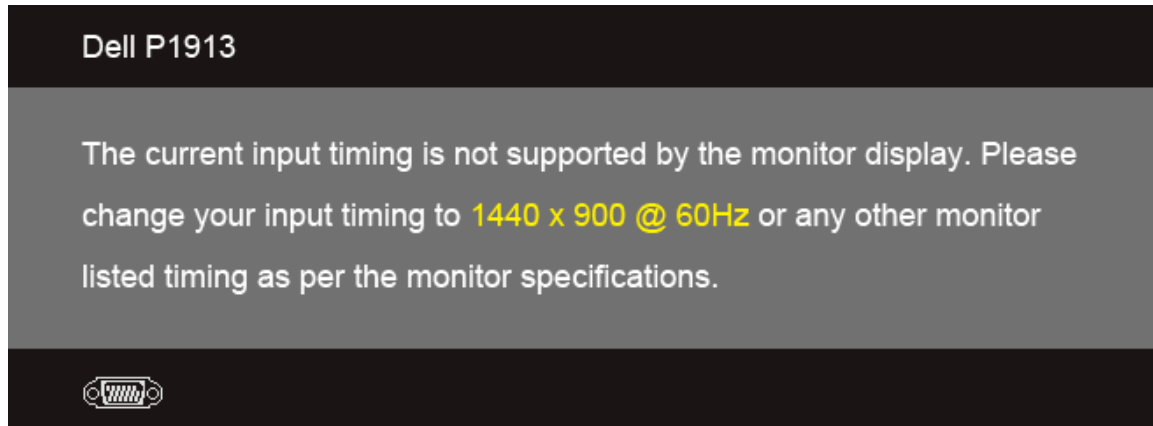 Dell P1913
The current input timing is not supported by the monitor display. Please
change your input timing to 1440 x 900 @ 60Hz or any other monitor
listed timing as per the monitor specifications.